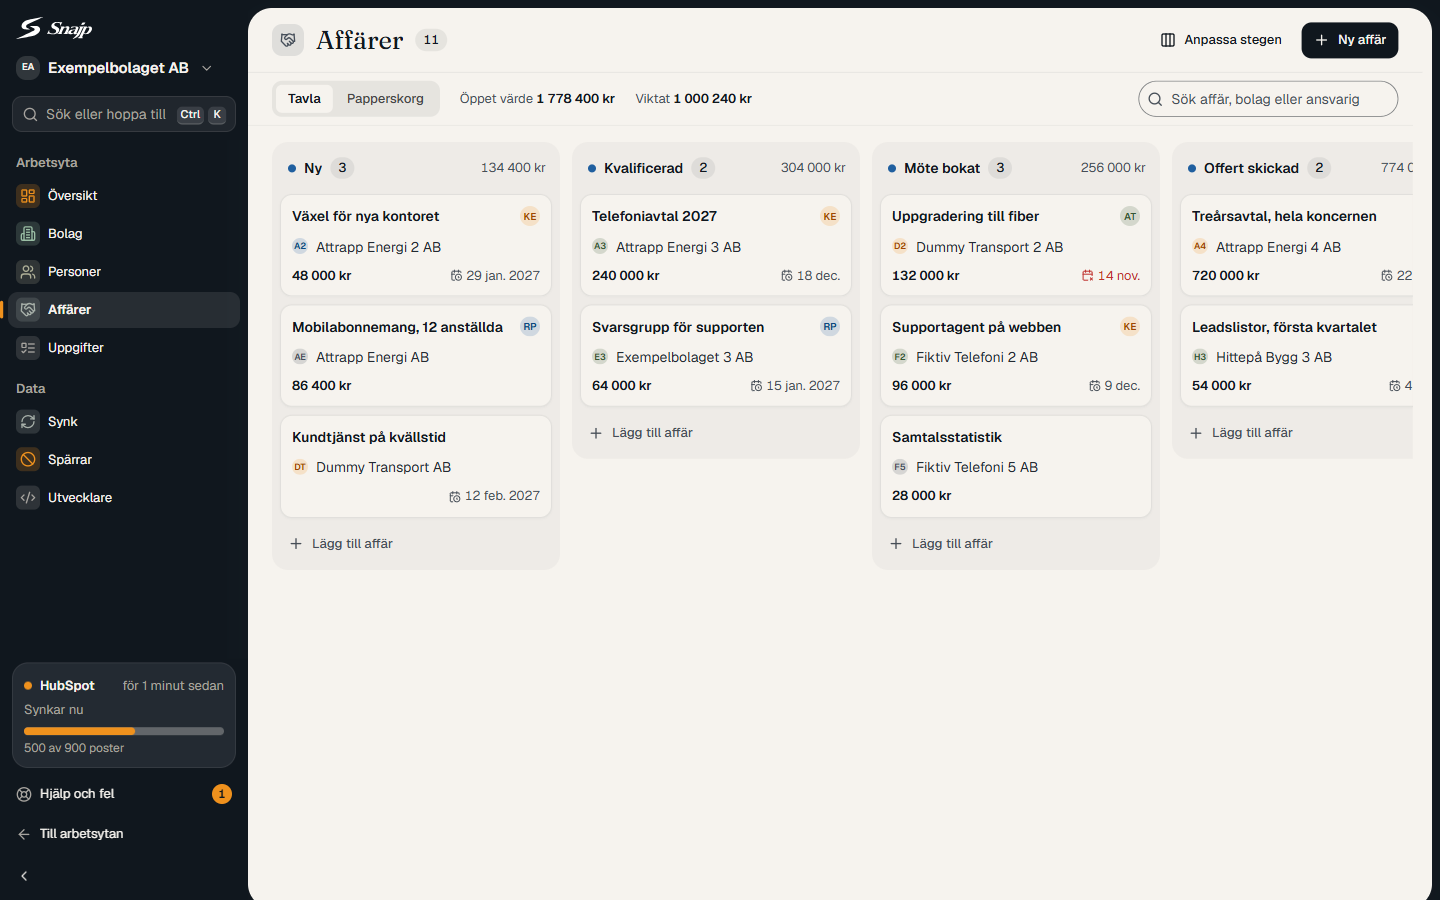 Snajp
EA Exempelbolaget AB
Sök eller hoppa till Ctrl K
Arbetsyta
Översikt
Bolag
Personer
Affärer
Uppgifter
Data
Synk
Spärrar
Utvecklare
HubSpot för 1 minut sedan
Synkar nu
500 av 900 poster
Hjälp och fel 1
Till arbetsytan
Affärer 11
Anpassa stegen
Ny affär
Tavla Papperskorg Öppet värde 1 778 400 kr Viktat 1 000 240 kr
Sök affär, bolag eller ansvarig
Ny 3 134 400 kr
Växel för nya kontoret KE
A2 Attrapp Energi 2 AB
48 000 kr 29 jan. 2027
Mobilabonnemang, 12 anställda RP
AE Attrapp Energi AB
86 400 kr
Kundtjänst på kvällstid
DT Dummy Transport AB
12 feb. 2027
Lägg till affär
Kvalificerad 2 304 000 kr
Telefoniavtal 2027 KE
A3 Attrapp Energi 3 AB
240 000 kr 18 dec.
Svarsgrupp för supporten RP
E3 Exempelbolaget 3 AB
64 000 kr 15 jan. 2027
Lägg till affär
Möte bokat 3 256 000 kr
Uppgradering till fiber AT
D2 Dummy Transport 2 AB
132 000 kr 14 nov.
Supportagent på webben KE
F2 Fiktiv Telefoni 2 AB
96 000 kr 9 dec.
Samtalsstatistik
F5 Fiktiv Telefoni 5 AB
28 000 kr
Lägg till affär
Offert skickad 2 774
Treårsavtal, hela koncernen
A4 Attrapp Energi 4 AB
720 000 kr 22
Leadslistor, första kvartalet
H3 Hittepå Bygg 3 AB
54 000 kr 4
Lägg till affär